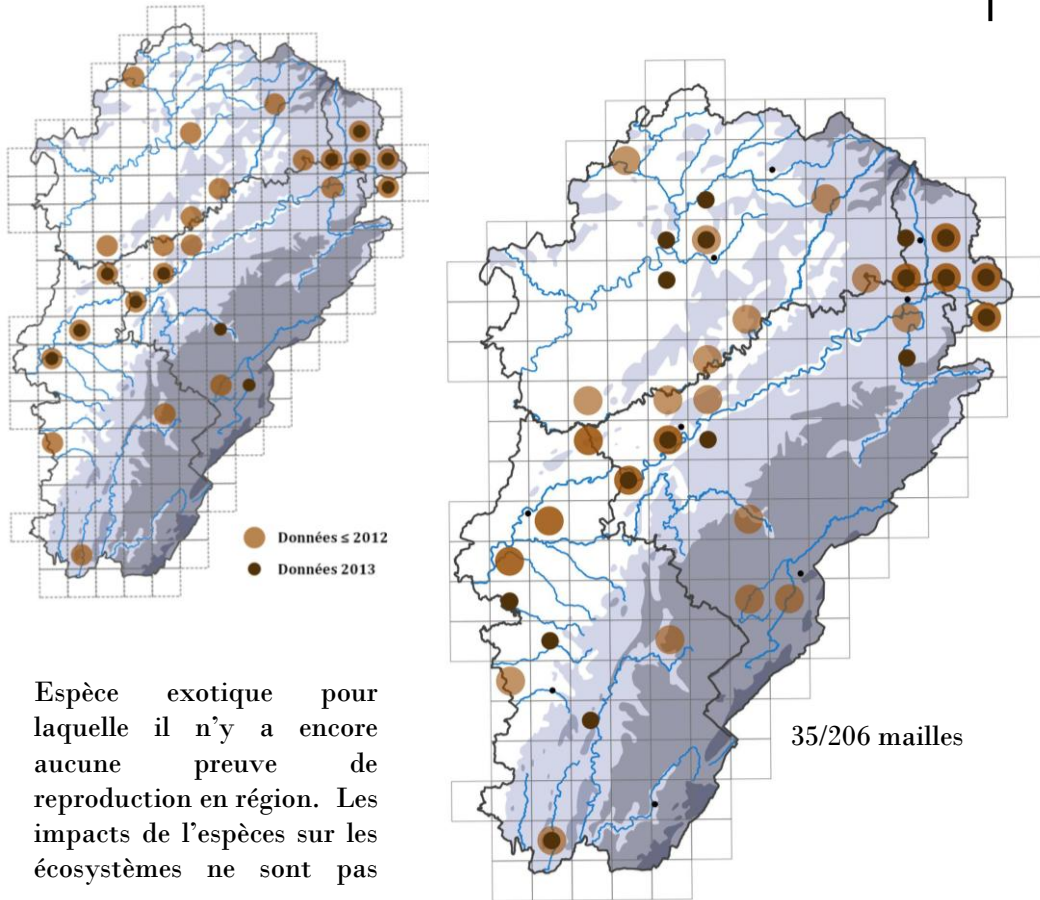 Données ≤ 2012
Données 2013
Espèce exotique pour
laquelle il n'y a encore
aucune preuve de
reproduction en région. Les
impacts de l'espèces sur les
écosystèmes ne sont pas
35/206 mailles